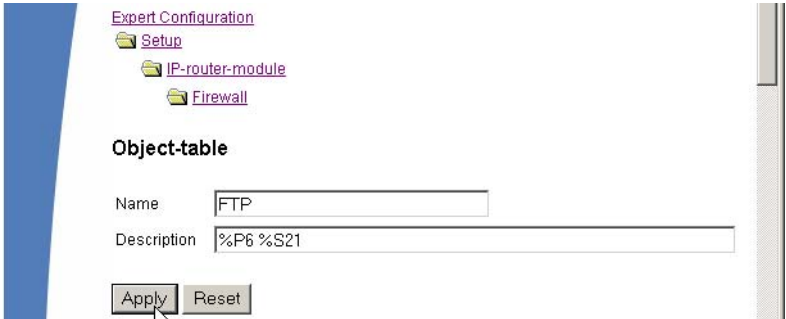 Expert Configuration
Setup
IP-router-module
Firewall
Object-table
Name FTP
Description %P6 %S21
Apply Reset